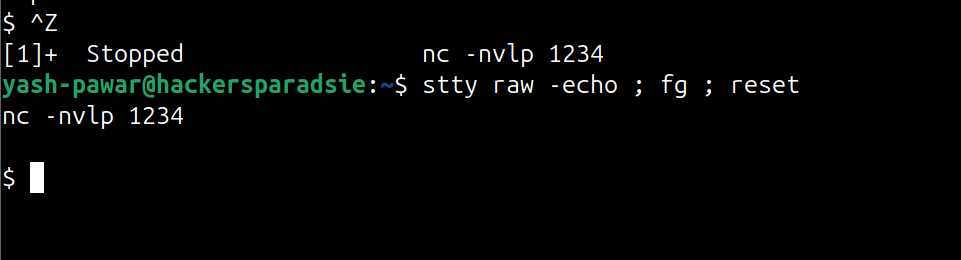 $ ^Z
[1]+  Stopped                 nc -nvlp 1234
yash-pawar@hackersparadsie:~$ stty raw -echo ; fg ; reset
nc -nvlp 1234
$